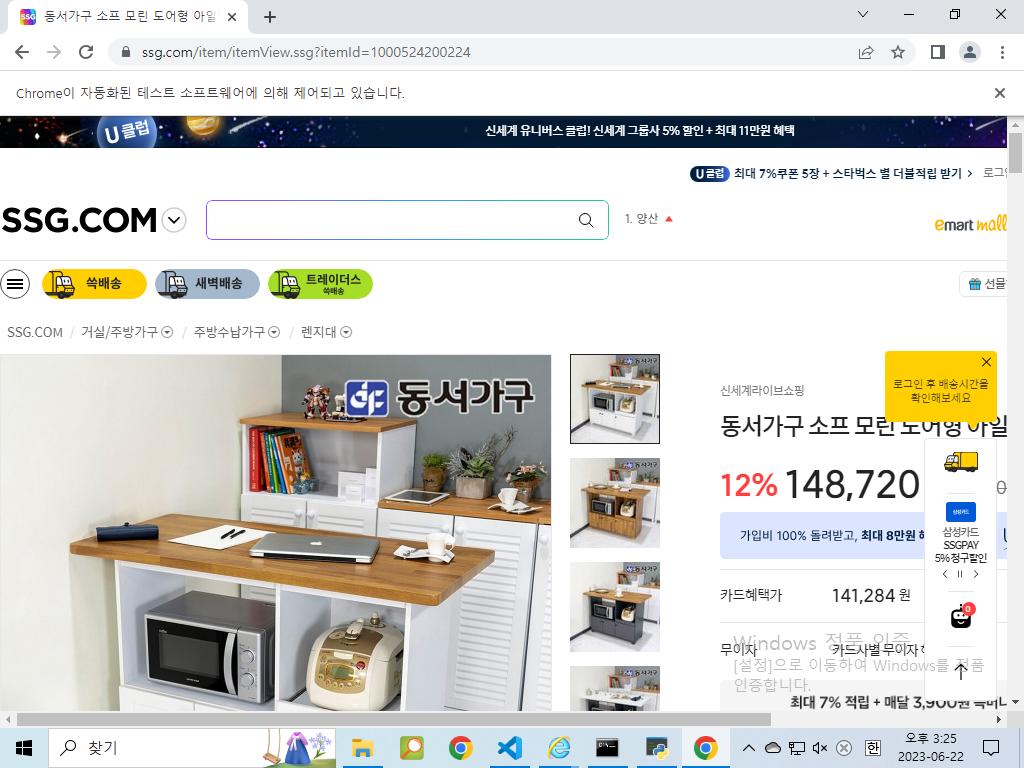 동서가구 소프 모린 도어형 아일
ssg.com/item/itemView.ssg?itemId=1000524200224
Chrome이 자동화된 테스트 소프트웨어에 의해 제어되고 있습니다.
U 클럽
신세계 유니버스 클럽! 신세계 그룹사 5% 할인 + 최대 11만원 혜택
U 클럽 최대 7%쿠폰 5장 + 스타벅스 별 더블적립 받기 >
SSG.COM
1. 양산
emart mall
쓱배송
새벽배송
트레이더스
쓱배송
선물
SSG.COM / 거실/주방가구 / 주방수납가구 / 렌지대
동서가구
신세계라이브쇼핑
로그인 후 배송시간을
확인해보세요
동서가구 소프 모린 도어형 아일
12% 148,720
가입비 100% 돌려받고, 최대 8만원
삼성카드
삼성카드
SSGPAY
5% 청구할인
카드혜택가 141,284 원
0
무이자 카드사별 무이자
Windows 정품 인증
[설정]으로 이동하여 Windows를 정품
인증합니다.
최대 7% 적립 + 매달 3,900원
찾기
한
오후 3:25
2023-06-22